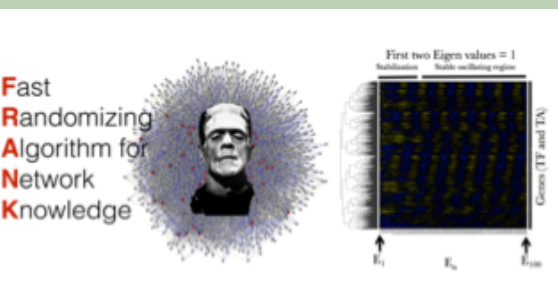 Fast
Randomizing
Algorithm for
Network
Knowledge
First two Eigen values = 1
Stabilization Stable oscillating regime
Genes (TF and TA)
E1
En
E100